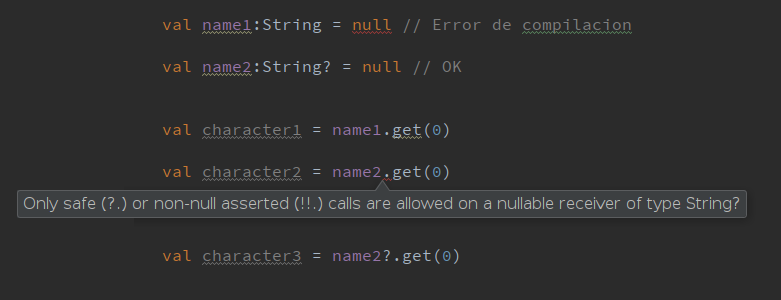 val name1:String = null // Error de compilacion
val name2:String? = null // OK
val character1 = name1.get(0)
val character2 = name2.get(0)
Only safe (?.) or non-null asserted (!!.) calls are allowed on a nullable receiver of type String?
val character3 = name2?.get(0)